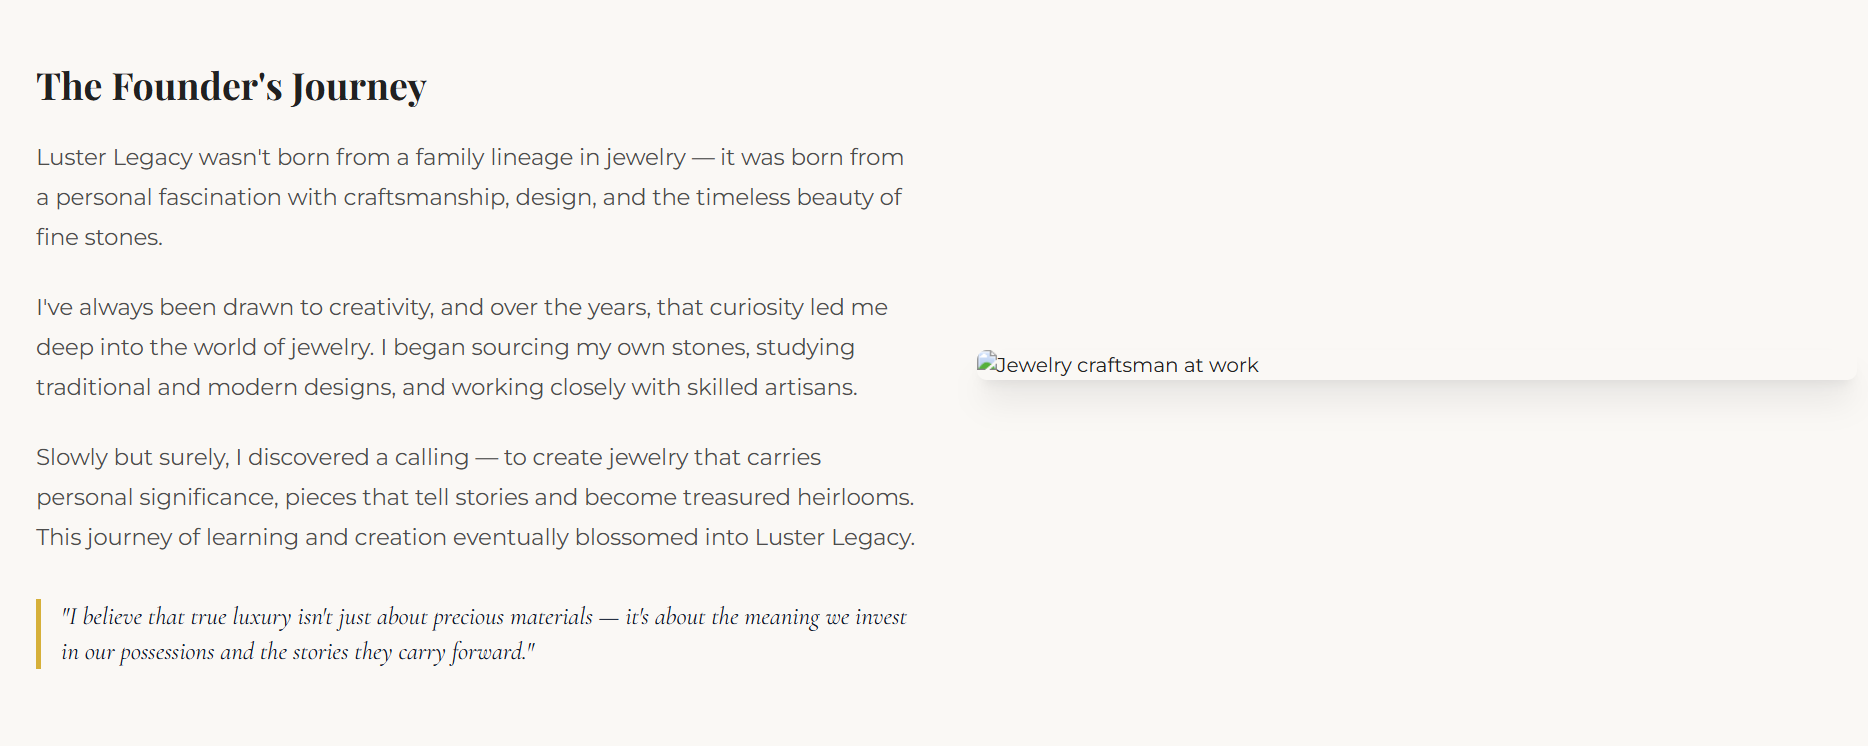 The Founder's Journey
Luster Legacy wasn't born from a family lineage in jewelry — it was born from
a personal fascination with craftsmanship, design, and the timeless beauty of
fine stones.
I've always been drawn to creativity, and over the years, that curiosity led me
deep into the world of jewelry. I began sourcing my own stones, studying
traditional and modern designs, and working closely with skilled artisans.
Slowly but surely, I discovered a calling — to create jewelry that carries
personal significance, pieces that tell stories and become treasured heirlooms.
This journey of learning and creation eventually blossomed into Luster Legacy.
"I believe that true luxury isn't just about precious materials — it's about the meaning we invest
in our possessions and the stories they carry forward."
Jewelry craftsman at work